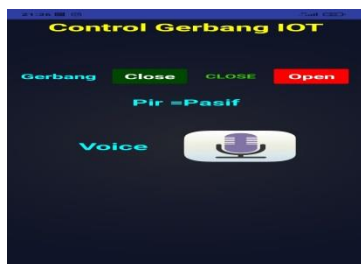 Control Gerbang IOT
Gerbang Close CLOSE Open
Pir =Pasif
Voice